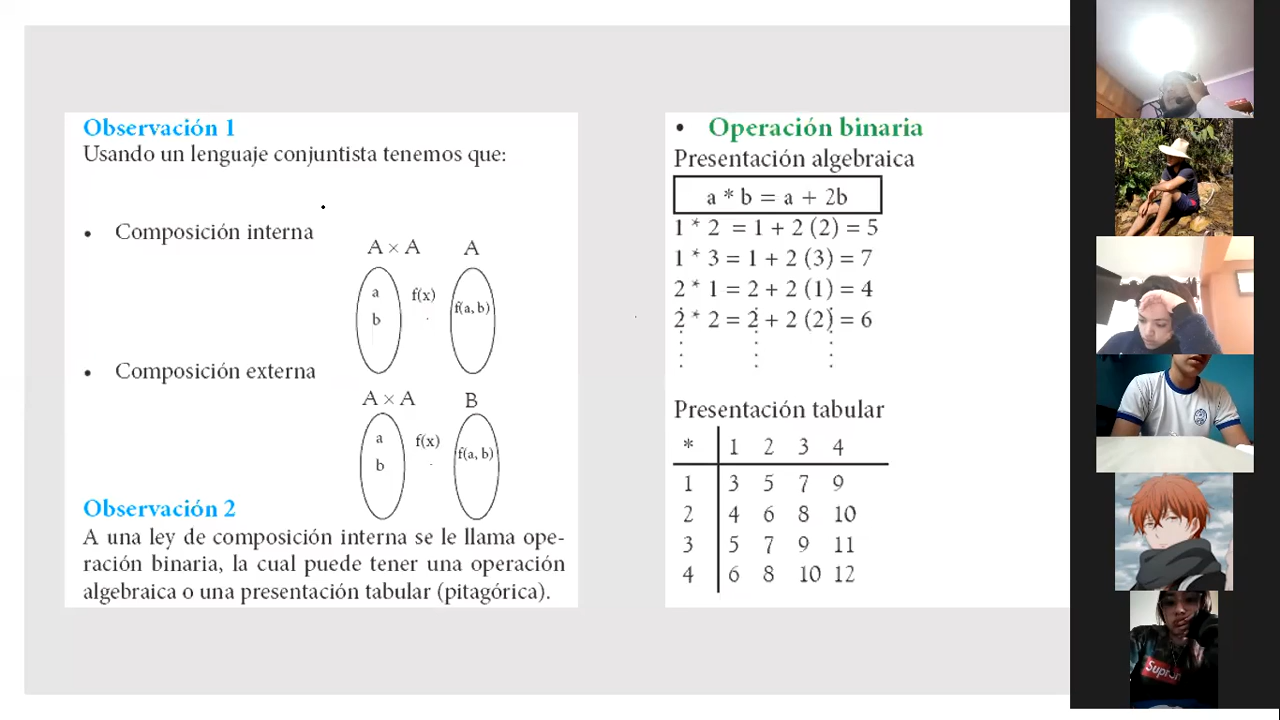 Observación 1
Usando un lenguaje conjuntista tenemos que:
• Composición interna
A × A A
a
b
f(x)
f(a, b)
• Composición externa
A × A B
a
b
f(x)
f(a, b)
Observación 2
A una ley de composición interna se le llama ope-
ración binaria, la cual puede tener una operación
algebraica o una presentación tabular (pitagórica).
• Operación binaria
Presentación algebraica
a * b = a + 2b
1 * 2 = 1 + 2 (2) = 5
1 * 3 = 1 + 2 (3) = 7
2 * 1 = 2 + 2 (1) = 4
2 * 2 = 2 + 2 (2) = 6
Presentación tabular
* 1 2 3 4
1 3 5 7 9
2 4 6 8 10
3 5 7 9 11
4 6 8 10 12